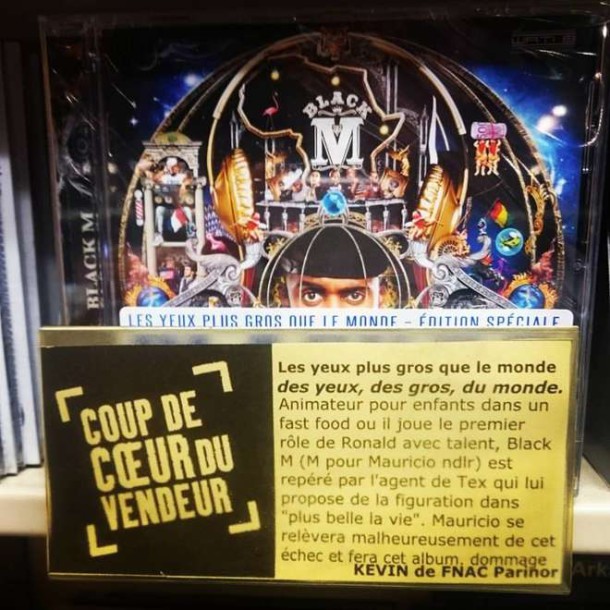 BLACK
M
BLACK M
LES YEUX PLUS GROS QUE LE MONDE - ÉDITION SPÉCIALE
COUP DE
CŒUR DU
VENDEUR
Les yeux plus gros que le monde
des yeux, des gros, du monde.
Animateur pour enfants dans un
fast food ou il joue le premier
rôle de Ronald avec talent, Black
M (M pour Mauricio ndlr) est
repéré par l'agent de Tex qui lui
propose de la figuration dans
"plus belle la vie". Mauricio se
relèvera malheureusement de cet
échec et fera cet album, dommage
KEVIN de FNAC Parinor
Ark